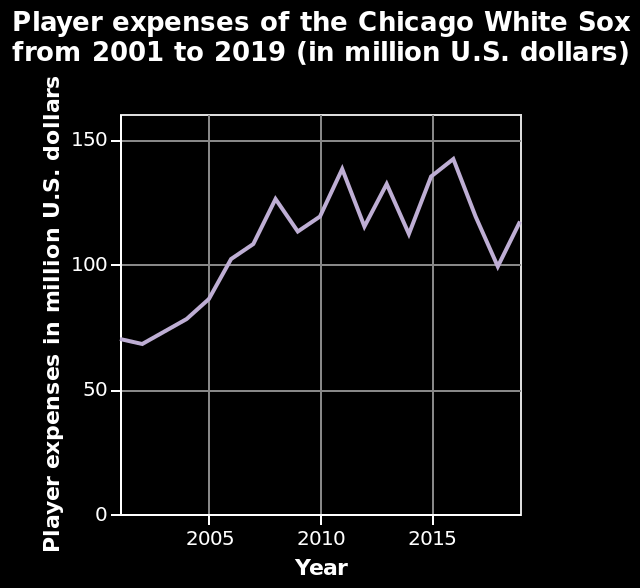 Player expenses of the Chicago White Sox
from 2001 to 2019 (in million U.S. dollars)
Player expenses in million U.S. dollars
150
100
50
0
2005 2010 2015
Year